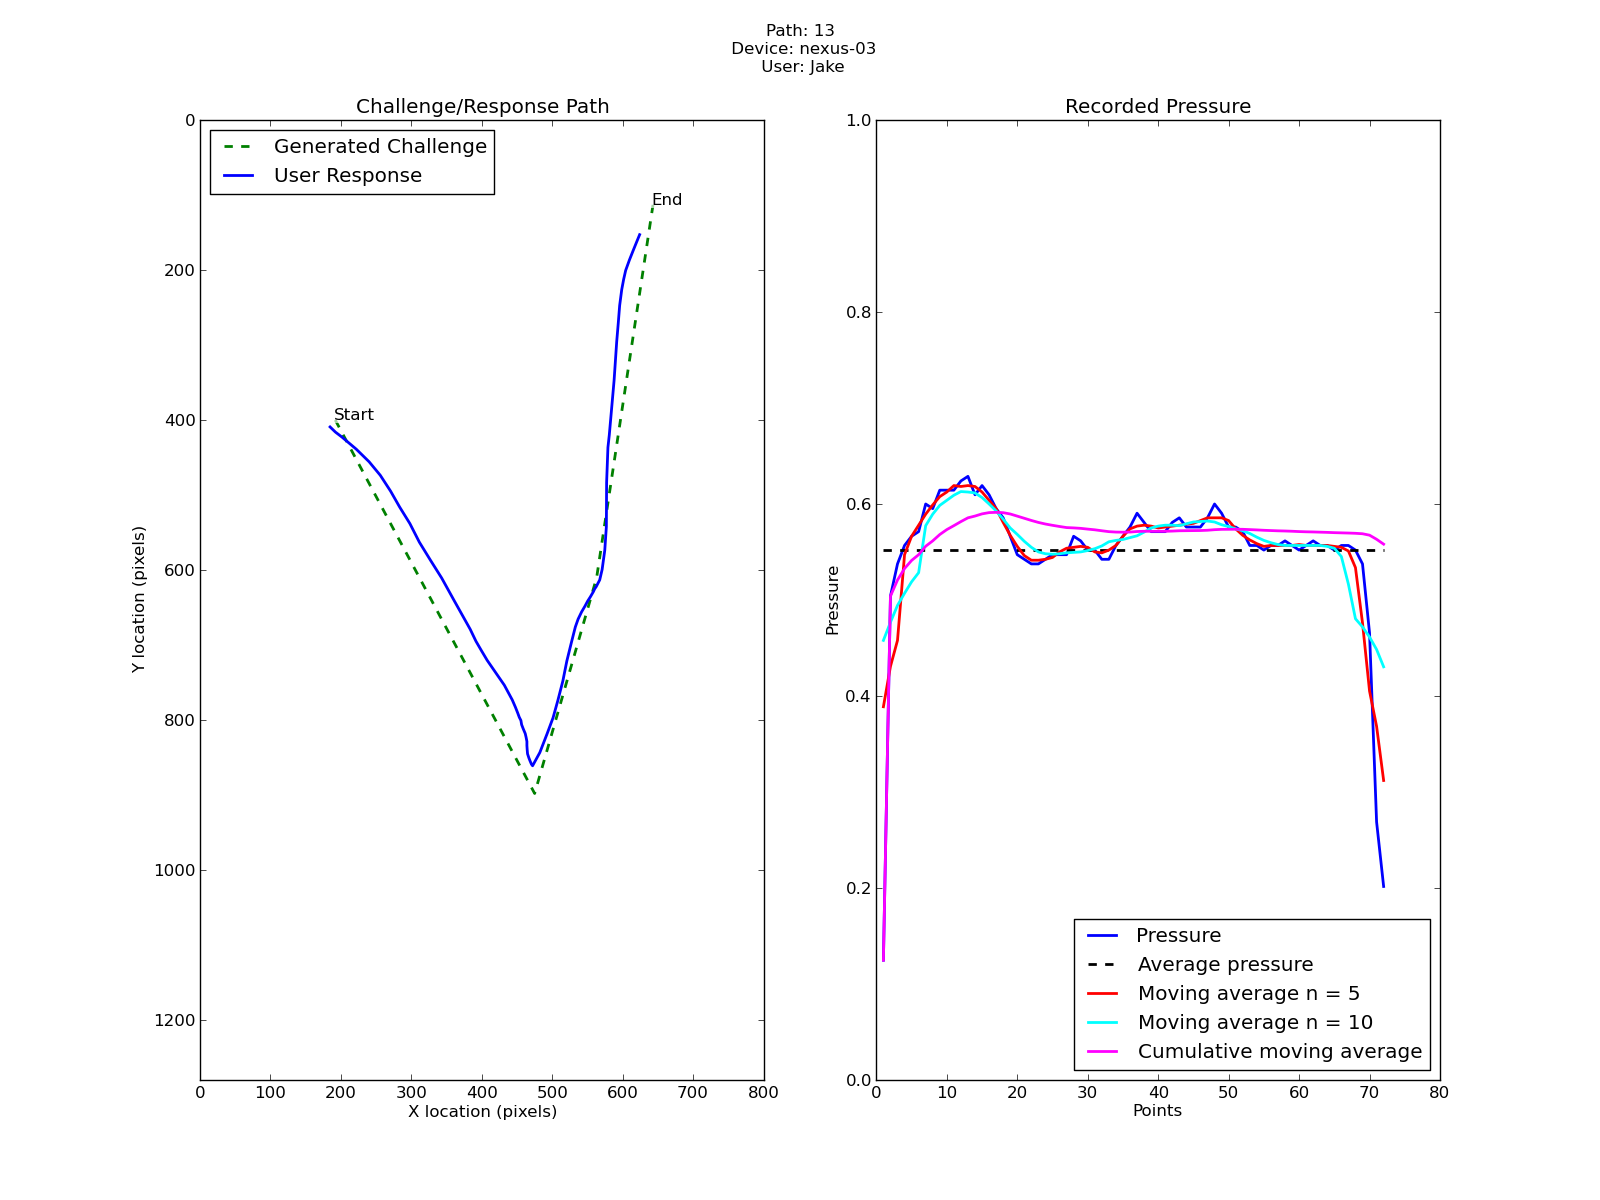 Path: 13
Device: nexus-03
User: Jake
Challenge/Response Path
Generated Challenge
User Response
Start
End
0
200
400
600
800
1000
1200
Y location (pixels)
0 100 200 300 400 500 600 700 800
X location (pixels)
Recorded Pressure
1.0
0.8
0.6
0.4
0.2
0.0
Pressure
Pressure
Average pressure
Moving average n = 5
Moving average n = 10
Cumulative moving average
0 10 20 30 40 50 60 70 80
Points